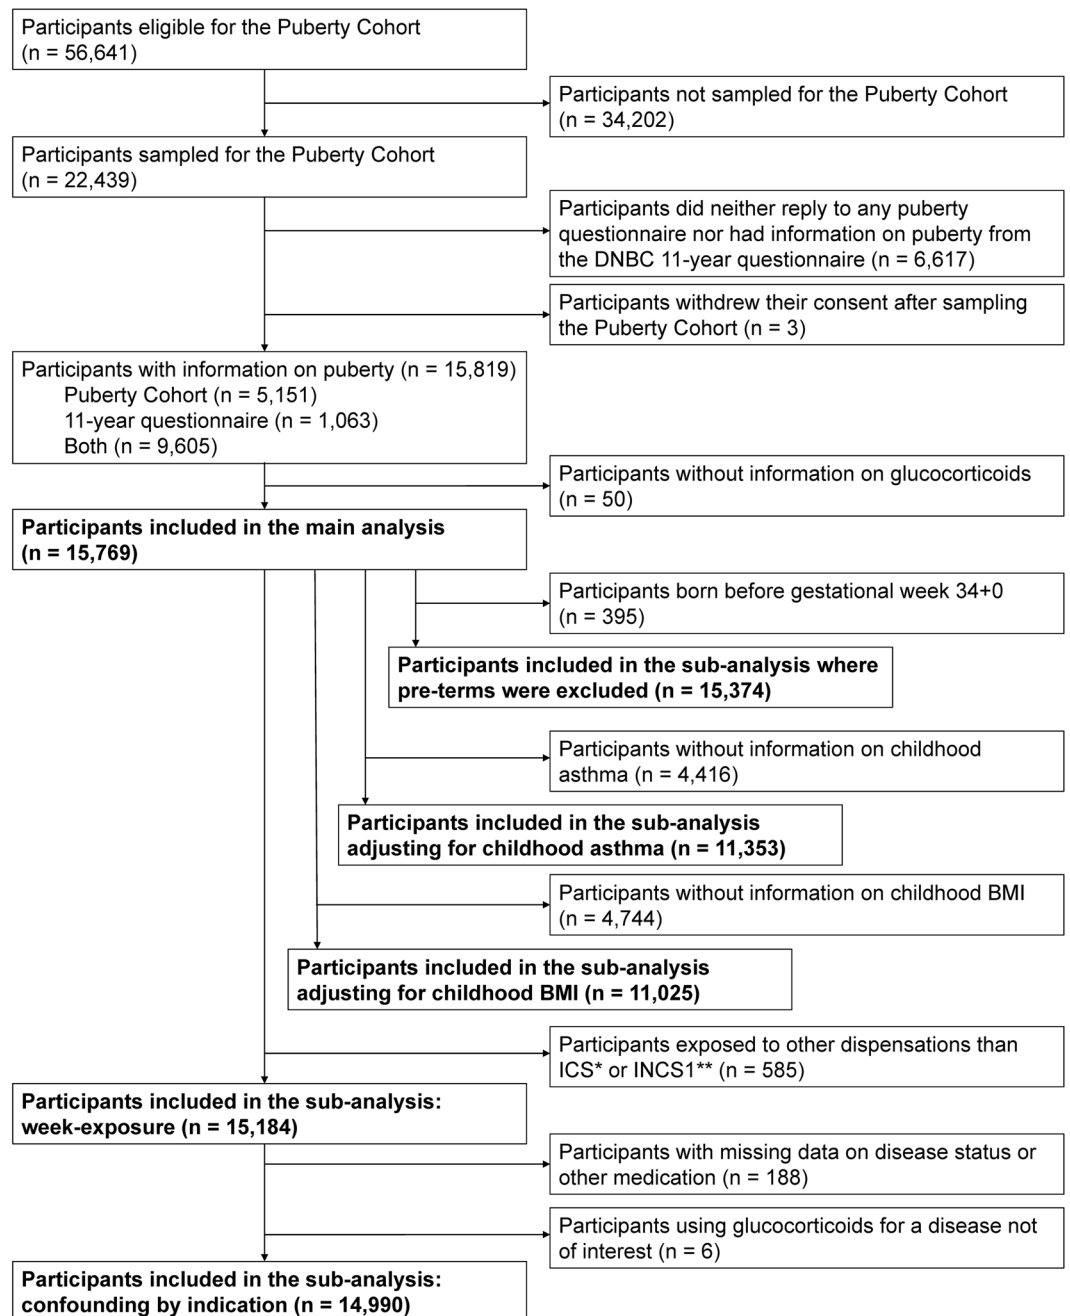 Participants eligible for the Puberty Cohort
(n = 56,641)
Participants not sampled for the Puberty Cohort
(n = 34,202)
Participants sampled for the Puberty Cohort
(n = 22,439)
Participants did neither reply to any puberty
questionnaire nor had information on puberty from
the DNBC 11-year questionnaire (n = 6,617)
Participants withdrew their consent after sampling
the Puberty Cohort (n = 3)
Participants with information on puberty (n = 15,819)
Puberty Cohort (n = 5,151)
11-year questionnaire (n = 1,063)
Both (n = 9,605)
Participants without information on glucocorticoids
(n = 50)
Participants included in the main analysis
(n = 15,769)
Participants born before gestational week 34+0
(n = 395)
Participants included in the sub-analysis where
pre-terms were excluded (n = 15,374)
Participants without information on childhood
asthma (n = 4,416)
Participants included in the sub-analysis
adjusting for childhood asthma (n = 11,353)
Participants without information on childhood BMI
(n = 4,744)
Participants included in the sub-analysis
adjusting for childhood BMI (n = 11,025)
Participants exposed to other dispensations than
ICS* or INCS1** (n = 585)
Participants included in the sub-analysis:
week-exposure (n = 15,184)
Participants with missing data on disease status or
other medication (n = 188)
Participants using glucocorticoids for a disease not
of interest (n = 6)
Participants included in the sub-analysis:
confounding by indication (n = 14,990)